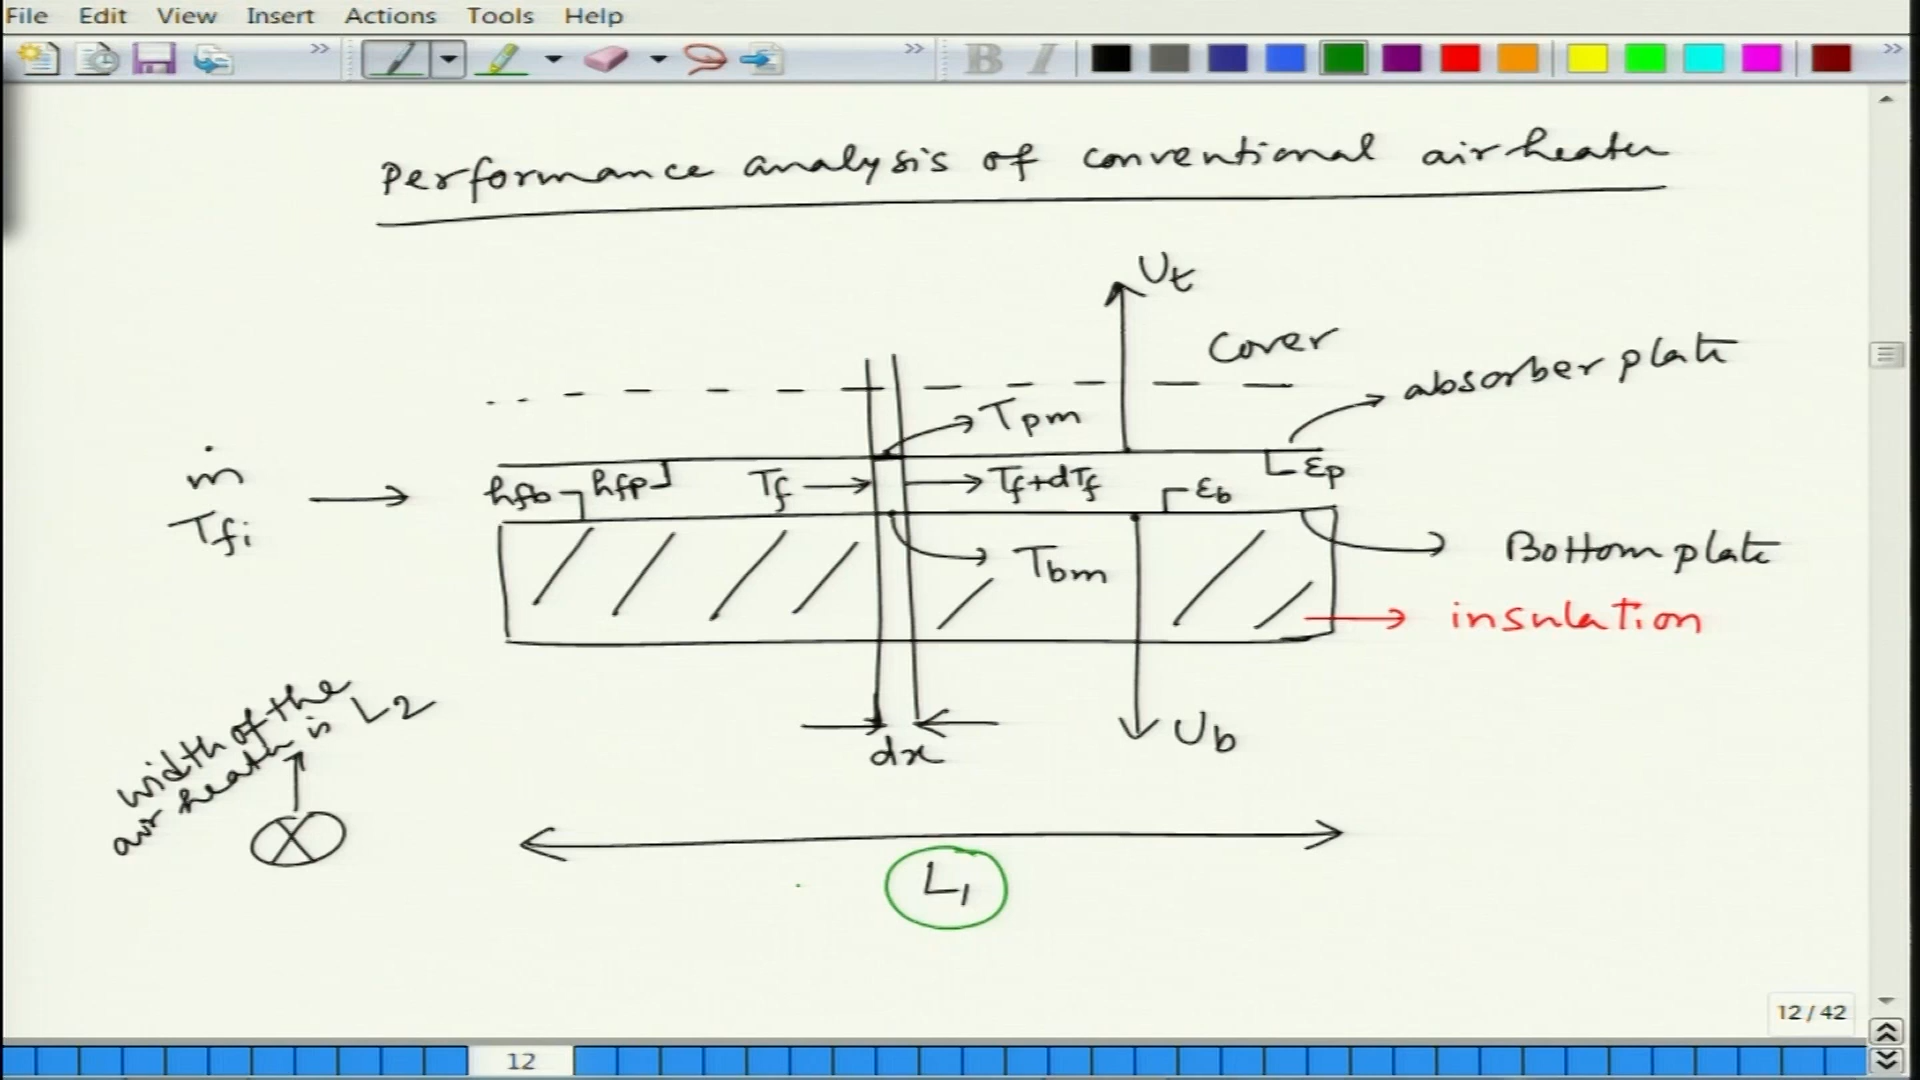 File Edit View Insert Actions Tools Help
B I
Performance analysis of conventional air heater
Ut
Cover
absorber plate
Tpm
ṁ
Tfi
hfb
hfp
Tf
Tf+dTf
εb
εp
Tbm
Bottom plate
insulation
width of the
air heater is L2
dx
Ub
L1
12 / 42
12